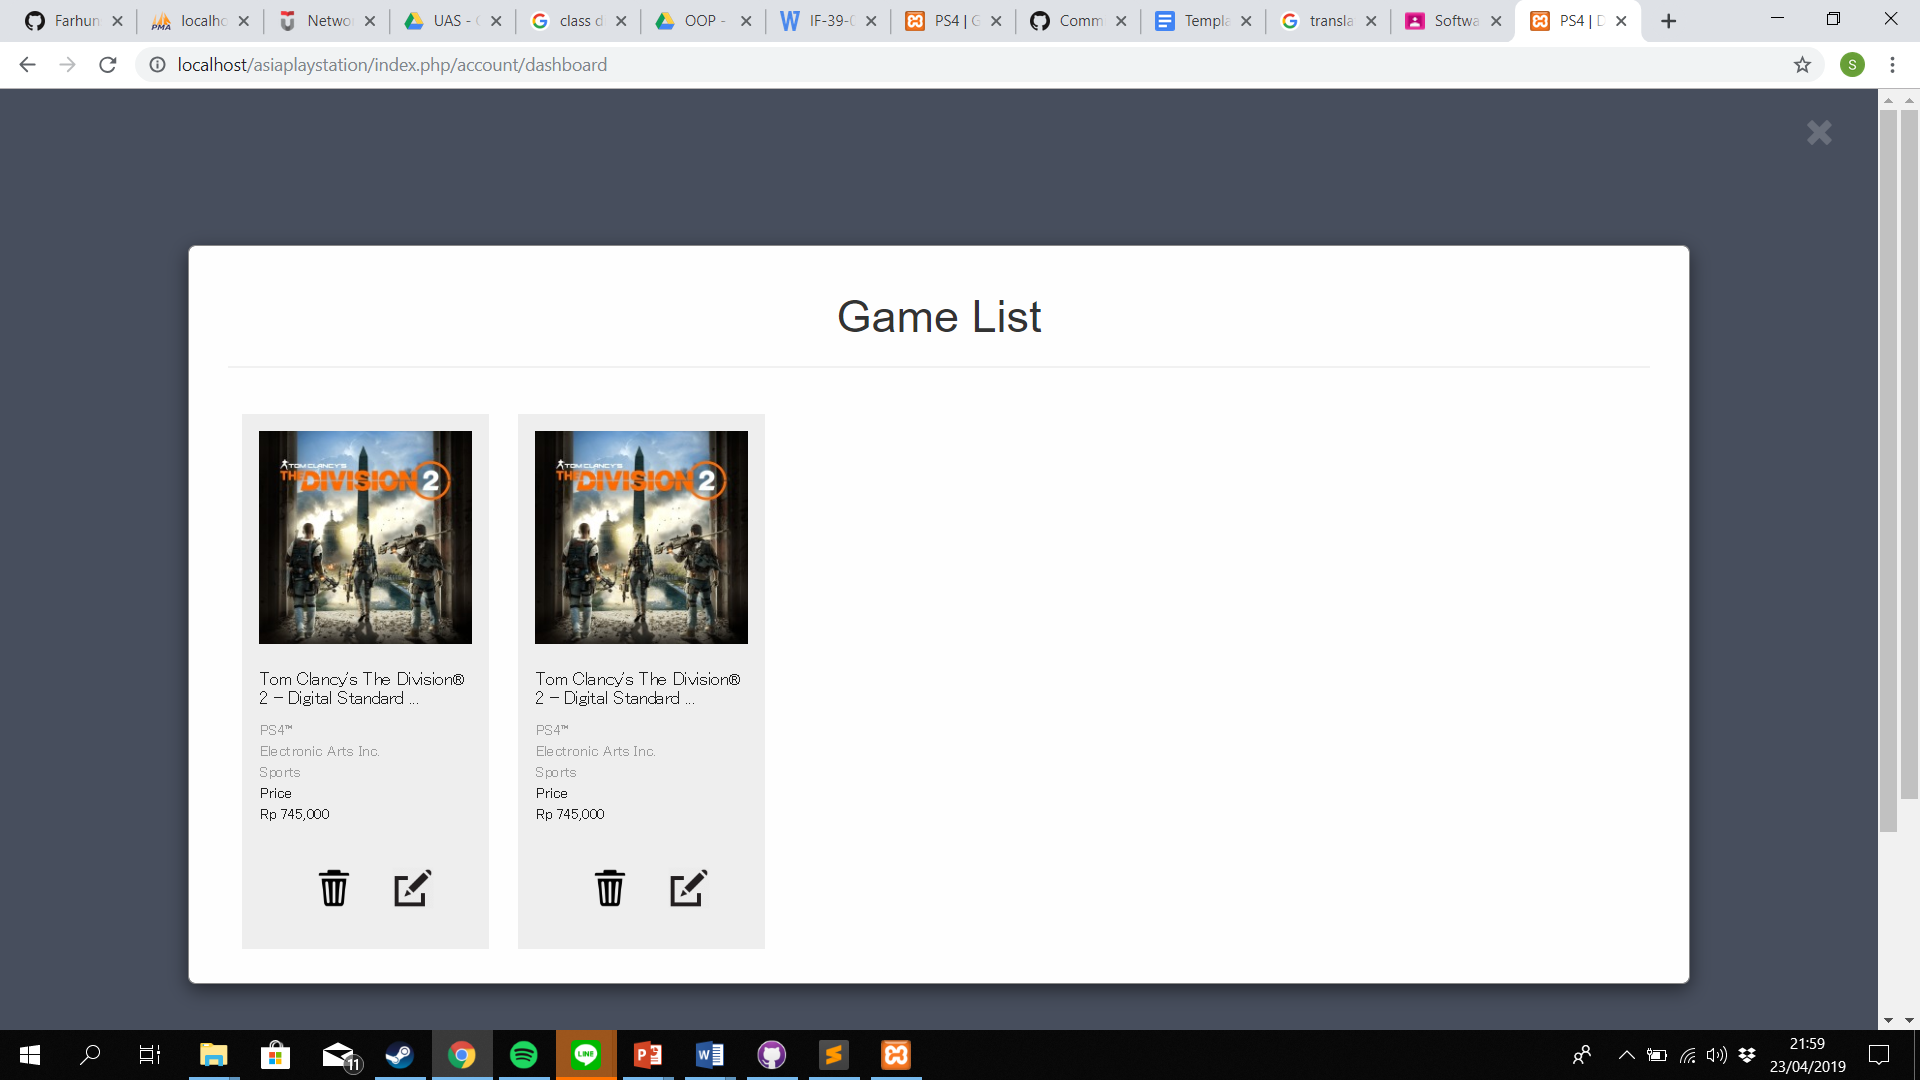 Farhun
localho
Netwo
UAS - 
class d
OOP -
IF-39-0
PS4 | G
Comm
Templa
transla
Softwa
PS4 | D
localhost/asiaplaystation/index.php/account/dashboard
S
Game List
TOM CLANCY'S
THE DIVISION 2
TOM CLANCY'S
THE DIVISION 2
Tom Clancy's The Division®
2 - Digital Standard ...
PS4™
Electronic Arts Inc.
Sports
Price
Rp 745,000
Tom Clancy's The Division®
2 - Digital Standard ...
PS4™
Electronic Arts Inc.
Sports
Price
Rp 745,000
11
LINE
21:59
23/04/2019